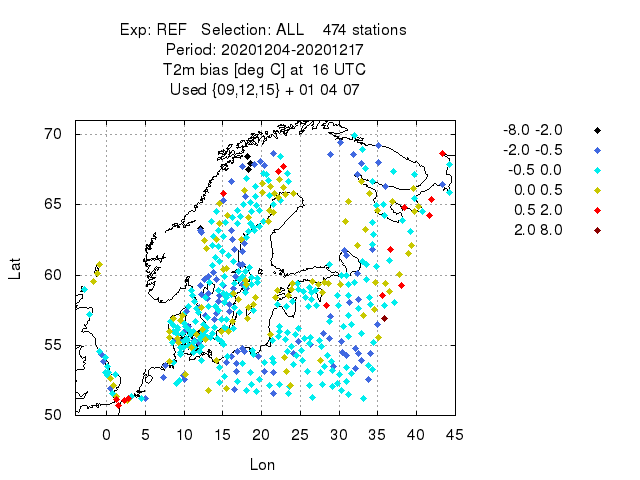 Exp: REF   Selection: ALL    474 stations
Period: 20201204-20201217
T2m bias [deg C] at  16 UTC
Used {09,12,15} + 01 04 07
-8.0 -2.0
-2.0 -0.5
-0.5 0.0
0.0 0.5
0.5 2.0
2.0 8.0
70
65
60
55
50
Lat
0 5 10 15 20 25 30 35 40 45
Lon